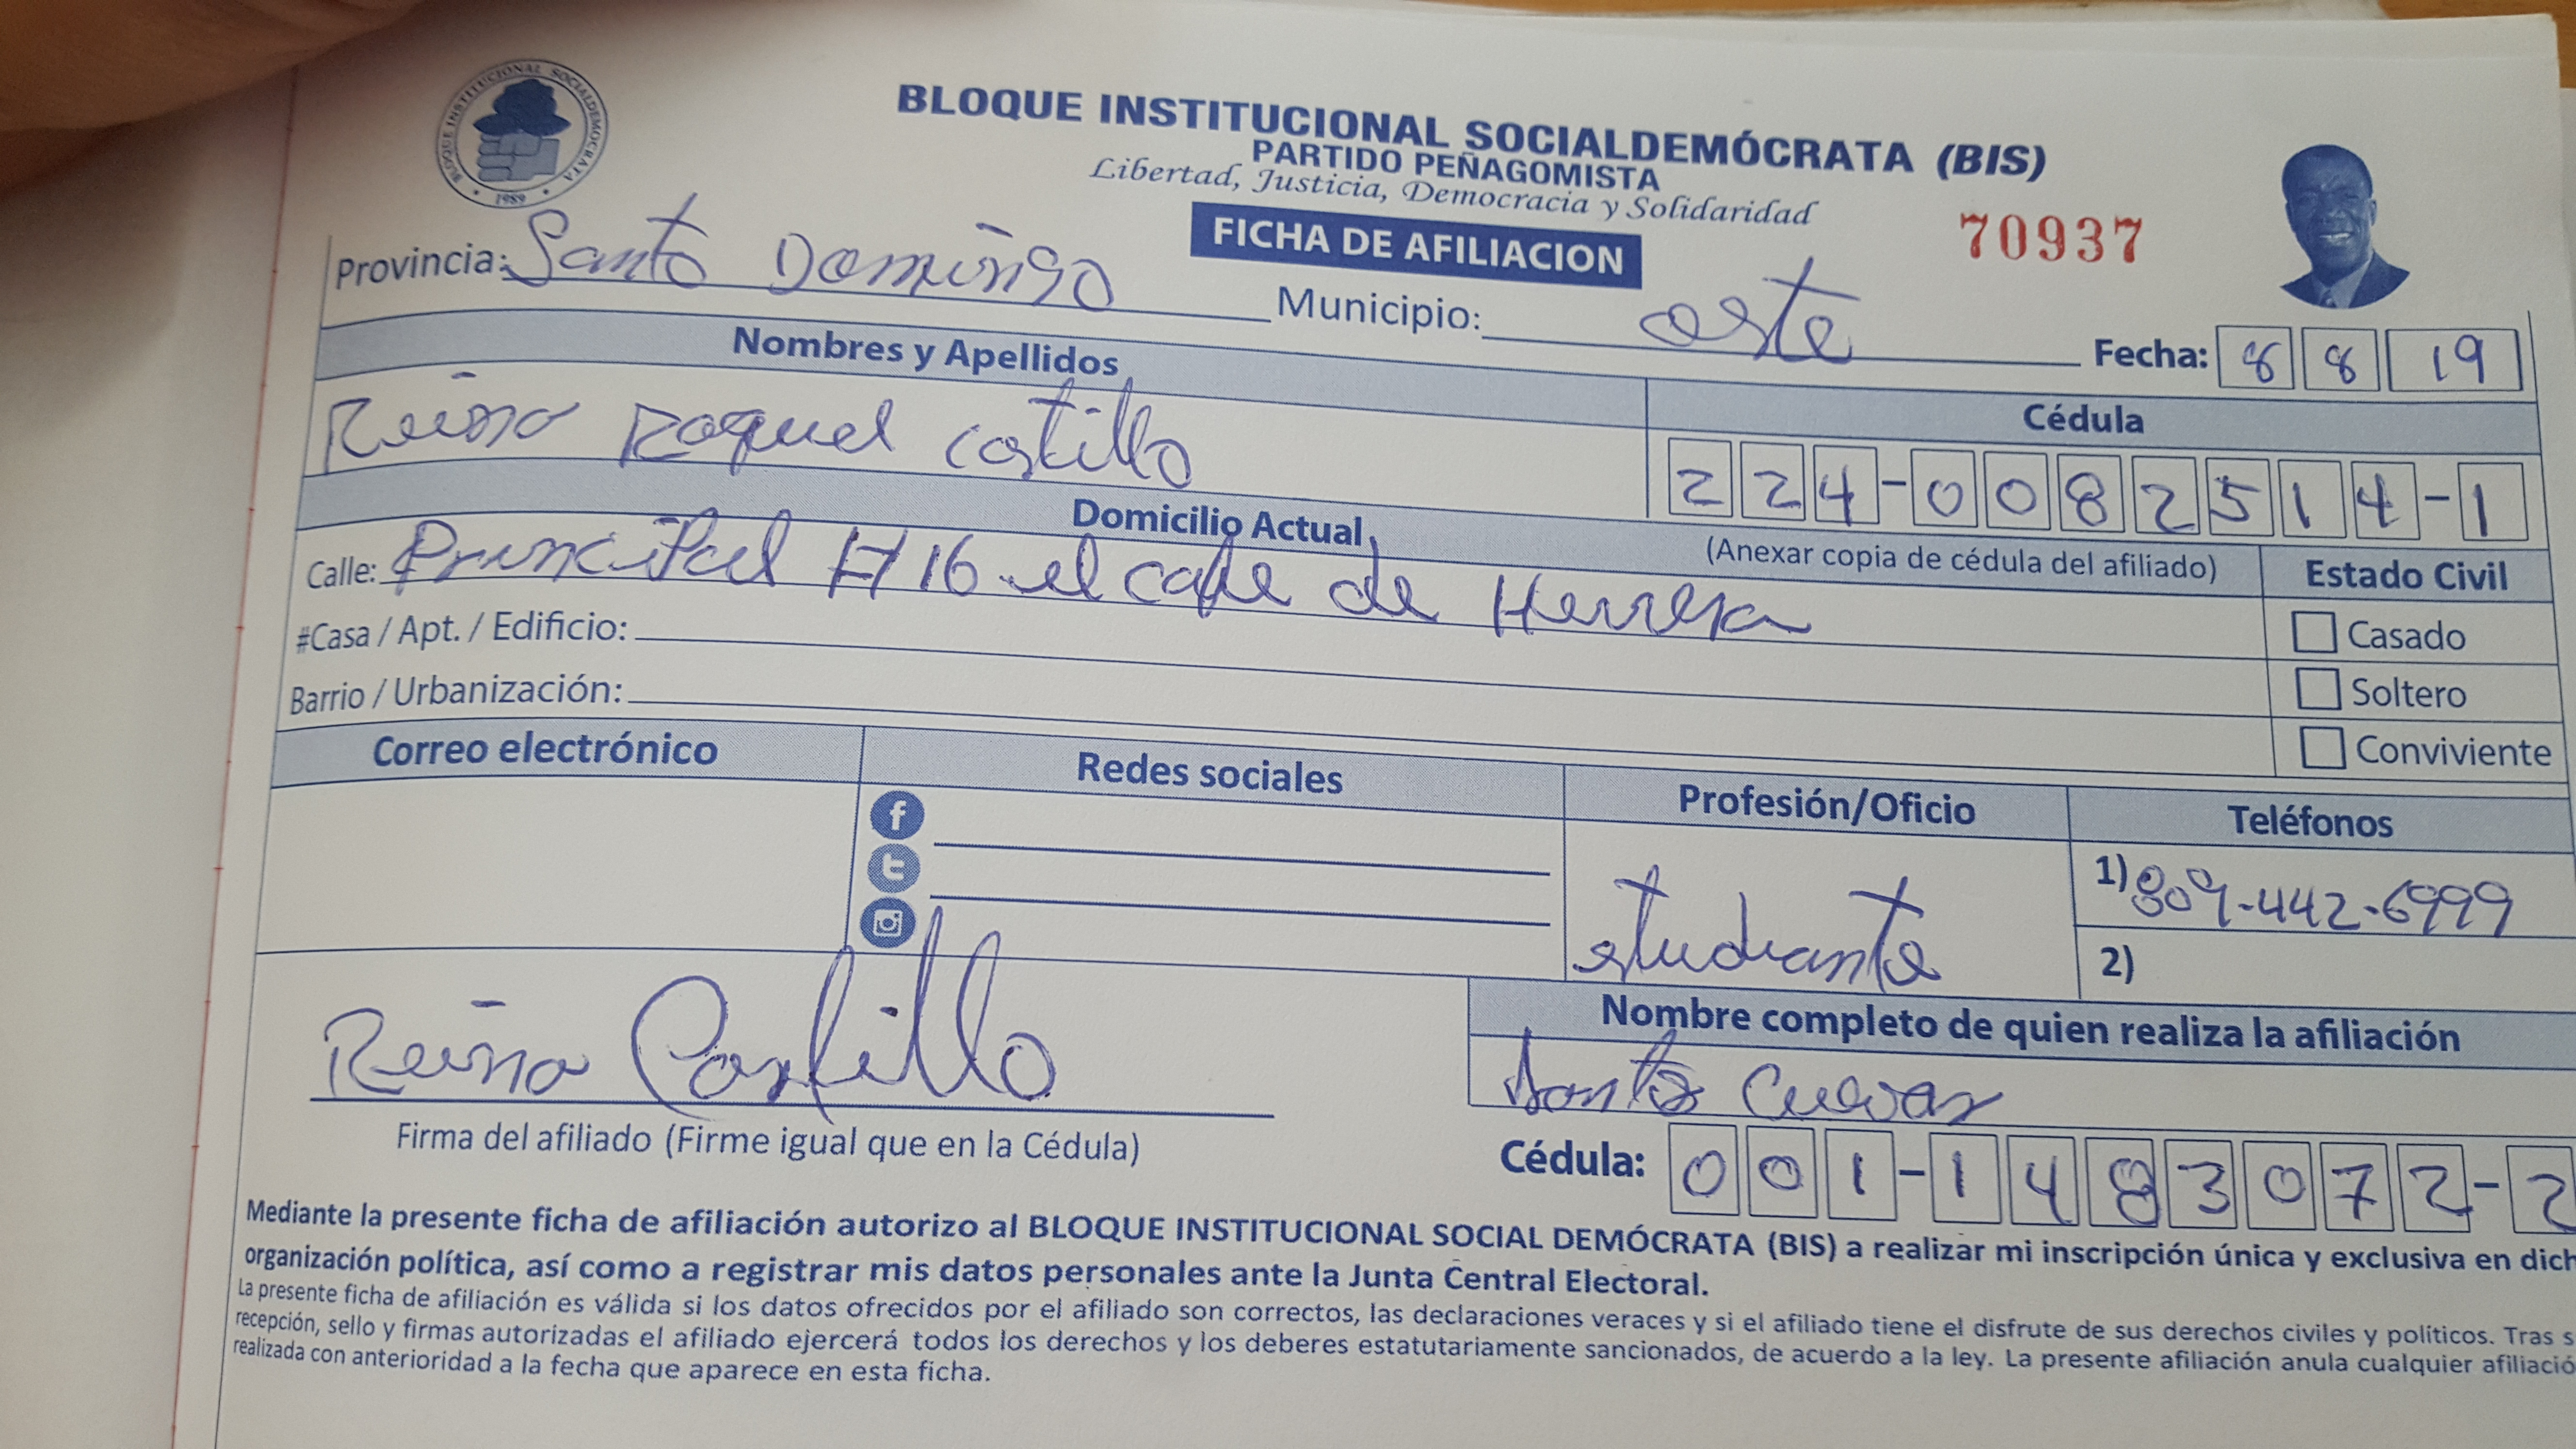 BLOQUE INSTITUCIONAL SOCIALDEMOCRATA
1989
BLOQUE INSTITUCIONAL SOCIALDEMÓCRATA (BIS)
PARTIDO PEÑAGOMISTA
Libertad, Justicia, Democracia y Solidaridad
FICHA DE AFILIACION
70937
Provincia: Santo Domingo Municipio: oeste Fecha: 8 8 19
Nombres y Apellidos
Reina Raquel Castillo
Cédula
224-0082514-1
Domicilio Actual
(Anexar copia de cédula del afiliado)
Calle: Principal #16 el cafe de Herrera
#Casa / Apt. / Edificio:
Barrio / Urbanización:
Estado Civil
Casado
Soltero
Conviviente
Correo electrónico
Redes sociales
Profesión/Oficio
estudiante
Teléfonos
1) 809-442-6999
2)
Reina Castillo
Firma del afiliado (Firme igual que en la Cédula)
Nombre completo de quien realiza la afiliación
Cuevas
Cédula: 001-1483072-2
Mediante la presente ficha de afiliación autorizo al BLOQUE INSTITUCIONAL SOCIAL DEMÓCRATA (BIS) a realizar mi inscripción única y exclusiva en dich
organización política, así como a registrar mis datos personales ante la Junta Central Electoral.
La presente ficha de afiliación es válida si los datos ofrecidos por el afiliado son correctos, las declaraciones veraces y si el afiliado tiene el disfrute de sus derechos civiles y políticos. Tras s
recepción, sello y firmas autorizadas el afiliado ejercerá todos los derechos y los deberes estatutariamente sancionados, de acuerdo a la ley. La presente afiliación anula cualquier afiliació
realizada con anterioridad a la fecha que aparece en esta ficha.